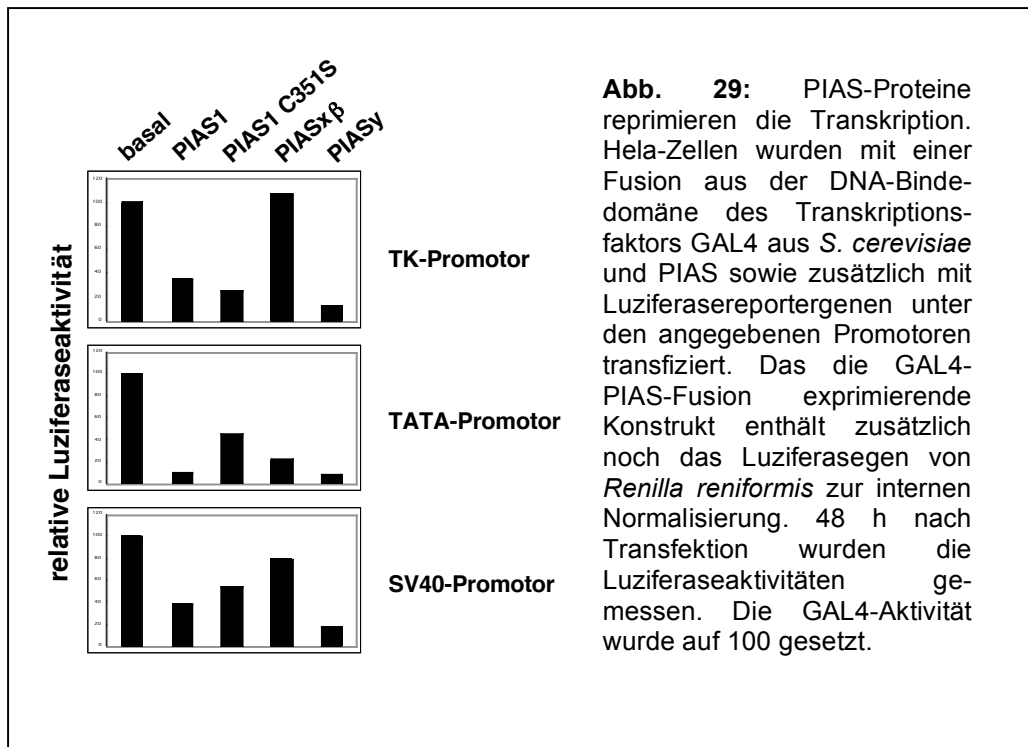 basal
PIAS1
PIAS1 C351S
PIASxβ
PIASy
relative Luziferaseaktivität
120
100
80
60
40
20
0
TK-Promotor
120
100
80
60
40
20
0
TATA-Promotor
120
100
80
60
40
20
0
SV40-Promotor
Abb. 29: PIAS-Proteine
reprimieren die Transkription.
Hela-Zellen wurden mit einer
Fusion aus der DNA-Binde-
domäne des Transkriptions-
faktors GAL4 aus S. cerevisiae
und PIAS sowie zusätzlich mit
Luziferasereportergenen unter
den angegebenen Promotoren
transfiziert. Das die GAL4-
PIAS-Fusion exprimierende
Konstrukt enthält zusätzlich
noch das Luziferasegen von
Renilla reniformis zur internen
Normalisierung. 48 h nach
Transfektion wurden die
Luziferaseaktivitäten ge-
messen. Die GAL4-Aktivität
wurde auf 100 gesetzt.